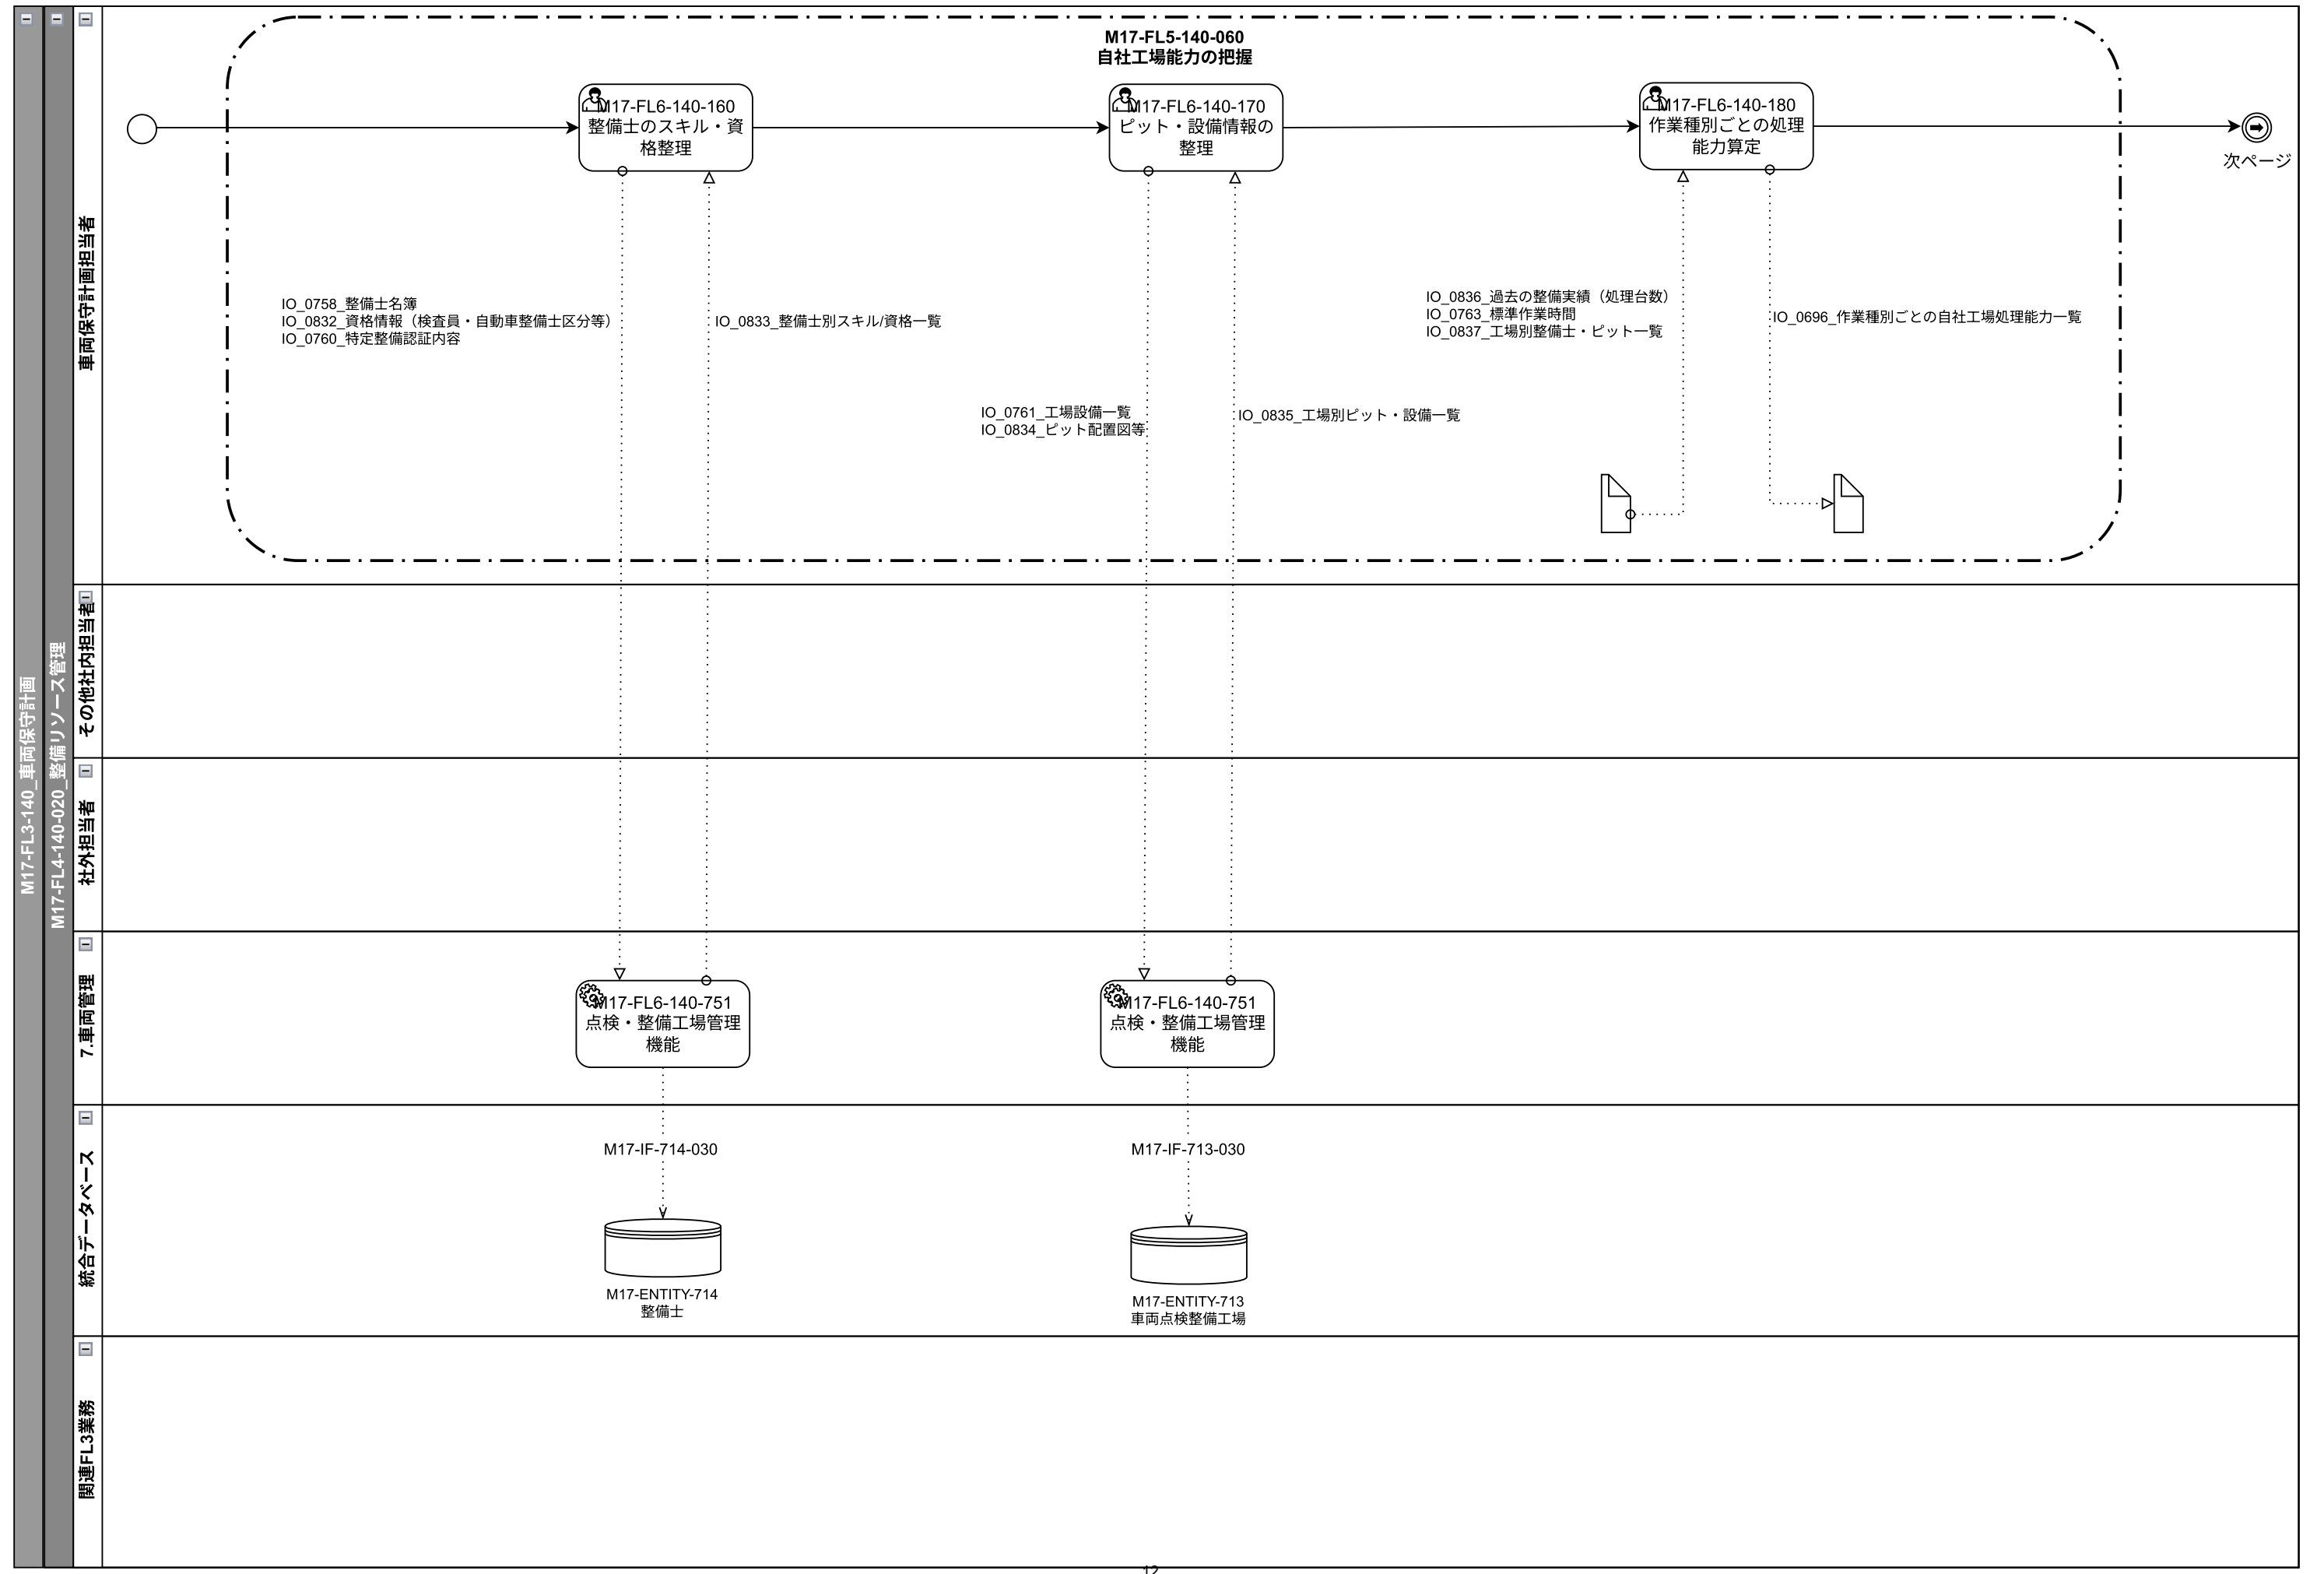 M17-FL3-140_車両保守計画
M17-FL4-140-020_整備リソース管理
車両保守計画担当者
M17-FL5-140-060
自社工場能力の把握
M17-FL6-140-160
整備士のスキル・資
格整理
M17-FL6-140-170
ピット・設備情報の
整理
M17-FL6-140-180
作業種別ごとの処理
能力算定
次ページ
IO_0758_整備士名簿
IO_0832_資格情報（検査員・自動車整備士区分等）
IO_0760_特定整備認証内容
IO_0833_整備士別スキル/資格一覧
IO_0761_工場設備一覧
IO_0834_ピット配置図等
IO_0835_工場別ピット・設備一覧
IO_0836_過去の整備実績（処理台数）
IO_0763_標準作業時間
IO_0837_工場別整備士・ピット一覧
IO_0696_作業種別ごとの自社工場処理能力一覧
その他社内担当者
社外担当者
7.車両管理
M17-FL6-140-751
点検・整備工場管理
機能
M17-FL6-140-751
点検・整備工場管理
機能
統合データベース
M17-IF-714-030
M17-IF-713-030
M17-ENTITY-714
整備士
M17-ENTITY-713
車両点検整備工場
関連FL3業務
12